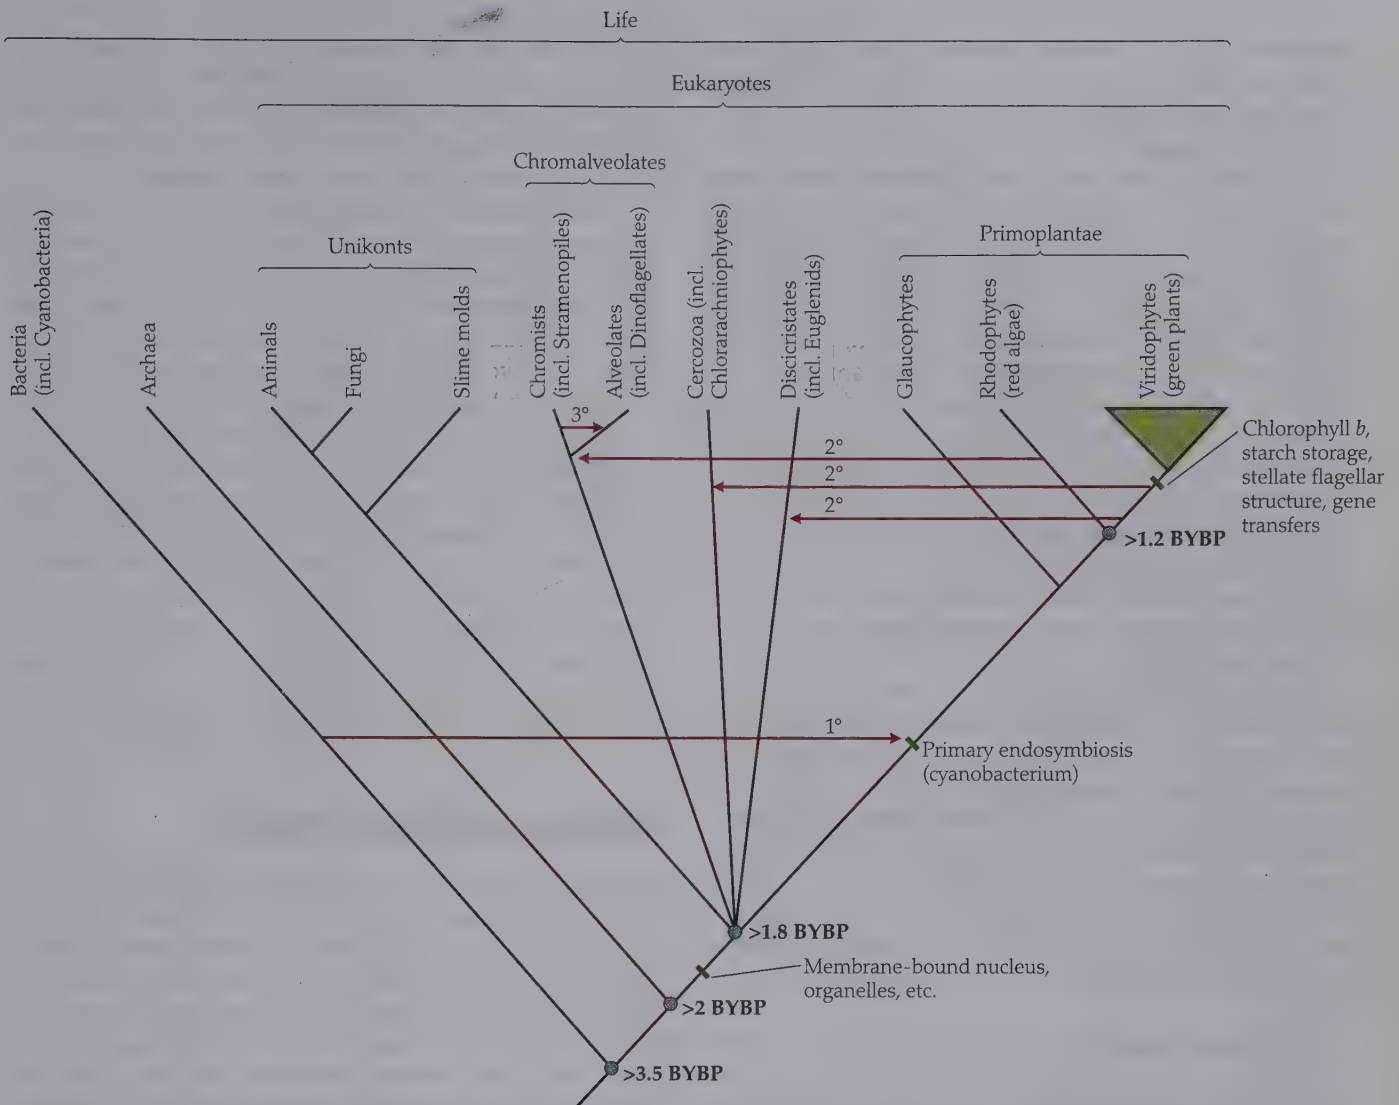 Life
Eukaryotes
Chromalveolates
Unikonts
Primoplantae
Bacteria
(incl. Cyanobacteria)
Archaea
Animals
Fungi
Slime molds
Chromists
(incl. Stramenopiles)
Alveolates
(incl. Dinoflagellates)
Cercozoa (incl.
Chlorarachniophytes)
Discicristates
(incl. Euglenids)
Glaucophytes
Rhodophytes
(red algae)
Viridophytes
(green plants)
3°
2°
2°
2°
Chlorophyll b,
starch storage,
stellate flagellar
structure, gene
transfers
>1.2 BYBP
1°
Primary endosymbiosis
(cyanobacterium)
>1.8 BYBP
Membrane-bound nucleus,
organelles, etc.
>2 BYBP
>3.5 BYBP